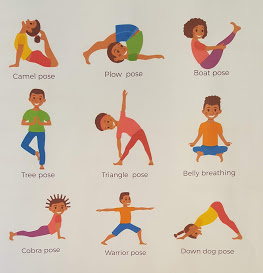 Camel pose
Plow pose
Boat pose
Tree pose
Triangle pose
Belly breathing
Cobra pose
Warrior pose
Down dog pose